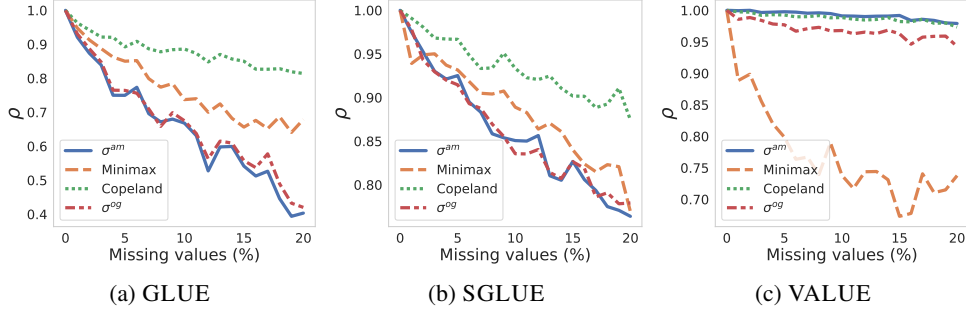 1.0
0.9
0.8
0.7
0.6
0.5
0.4
ρ
σ^am
Minimax
Copeland
σ^og
0 5 10 15 20
Missing values (%)
(a) GLUE
1.00
0.95
0.90
0.85
0.80
ρ
σ^am
Minimax
Copeland
σ^og
0 5 10 15 20
Missing values (%)
(b) SGLUE
1.00
0.95
0.90
0.85
0.80
0.75
0.70
ρ
σ^am
Minimax
Copeland
σ^og
0 5 10 15 20
Missing values (%)
(c) VALUE